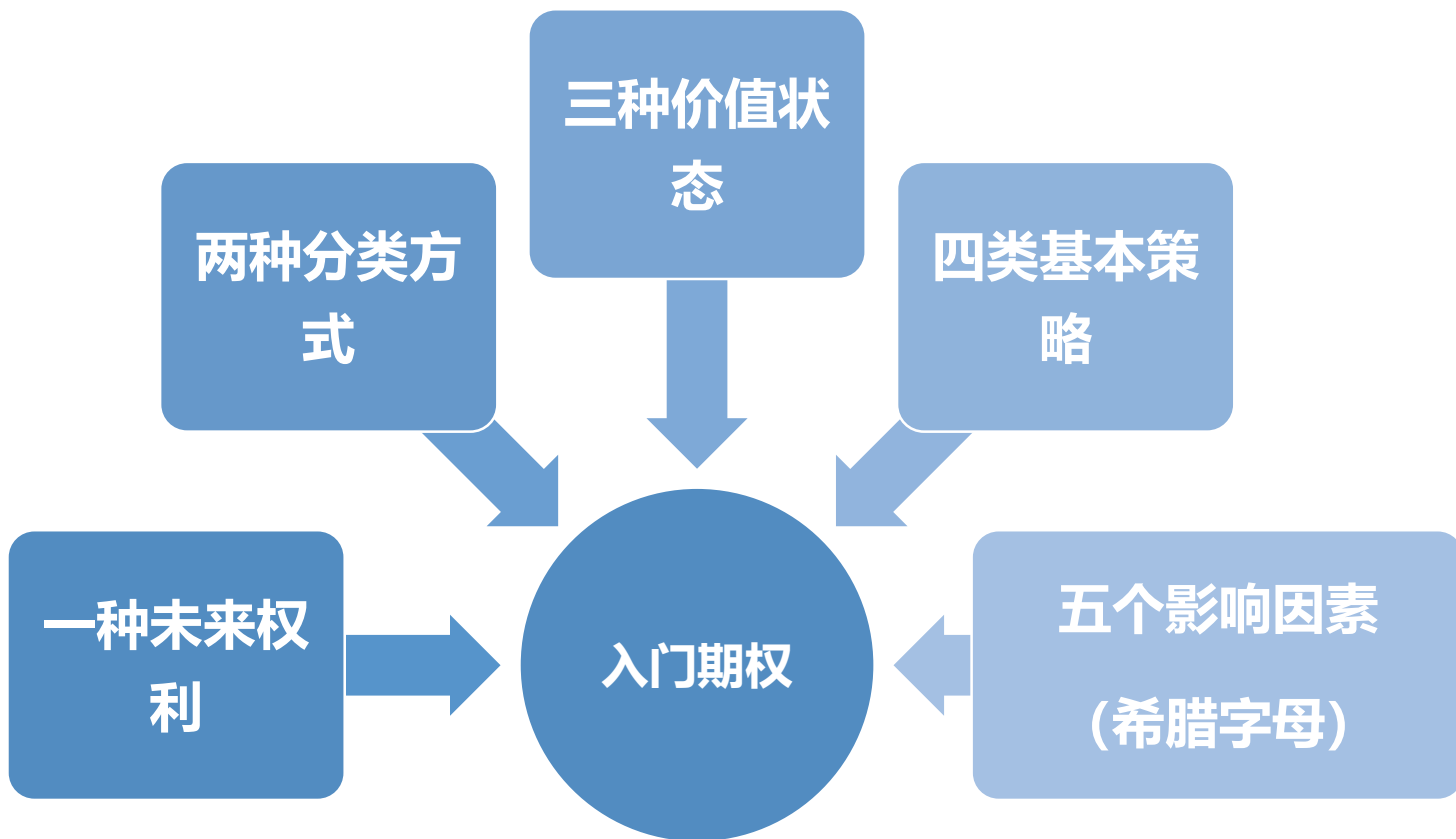 三种价值状
态
两种分类方
式
四类基本策
略
一种未来权
利
入门期权
五个影响因素
（希腊字母）